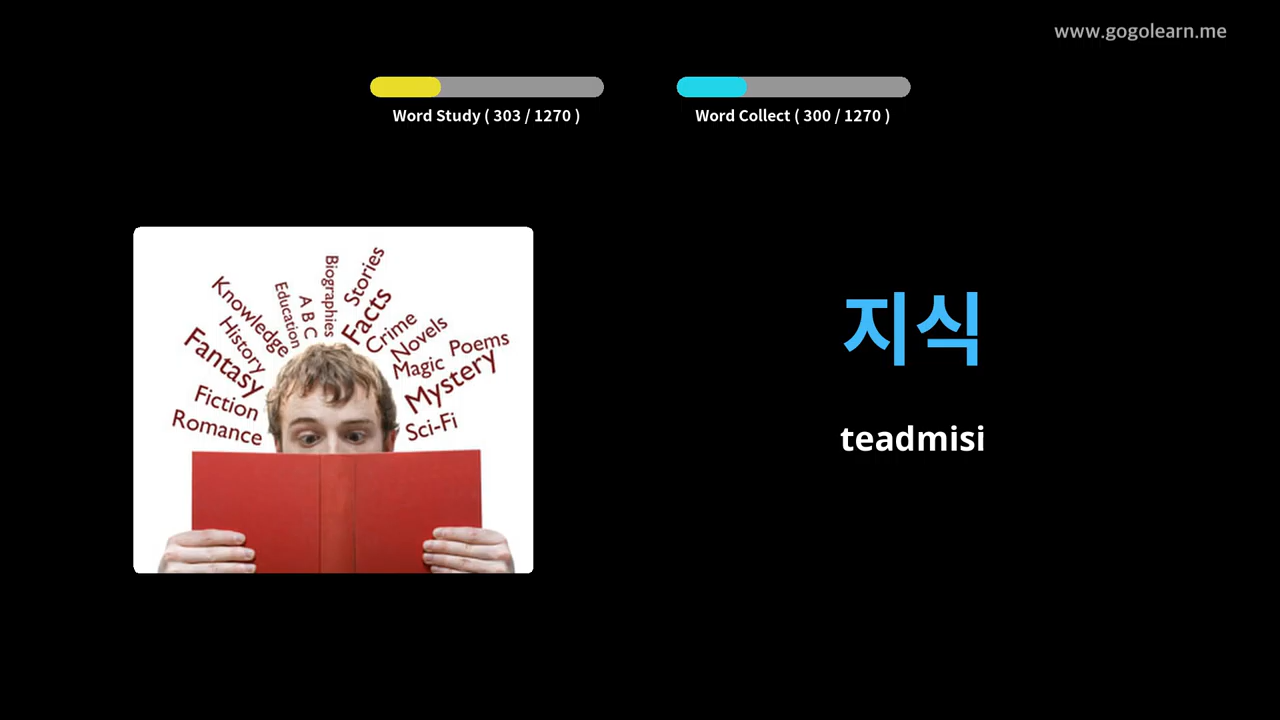 www.gogolearn.me
Word Study ( 303 / 1270 )
Word Collect ( 300 / 1270 )
Knowledge
Education
A B C
Biographies
Stories
Facts
History
Crime
Novels
Fantasy
Magic
Poems
Fiction
Mystery
Romance
Sci-Fi
지식
teadmisi